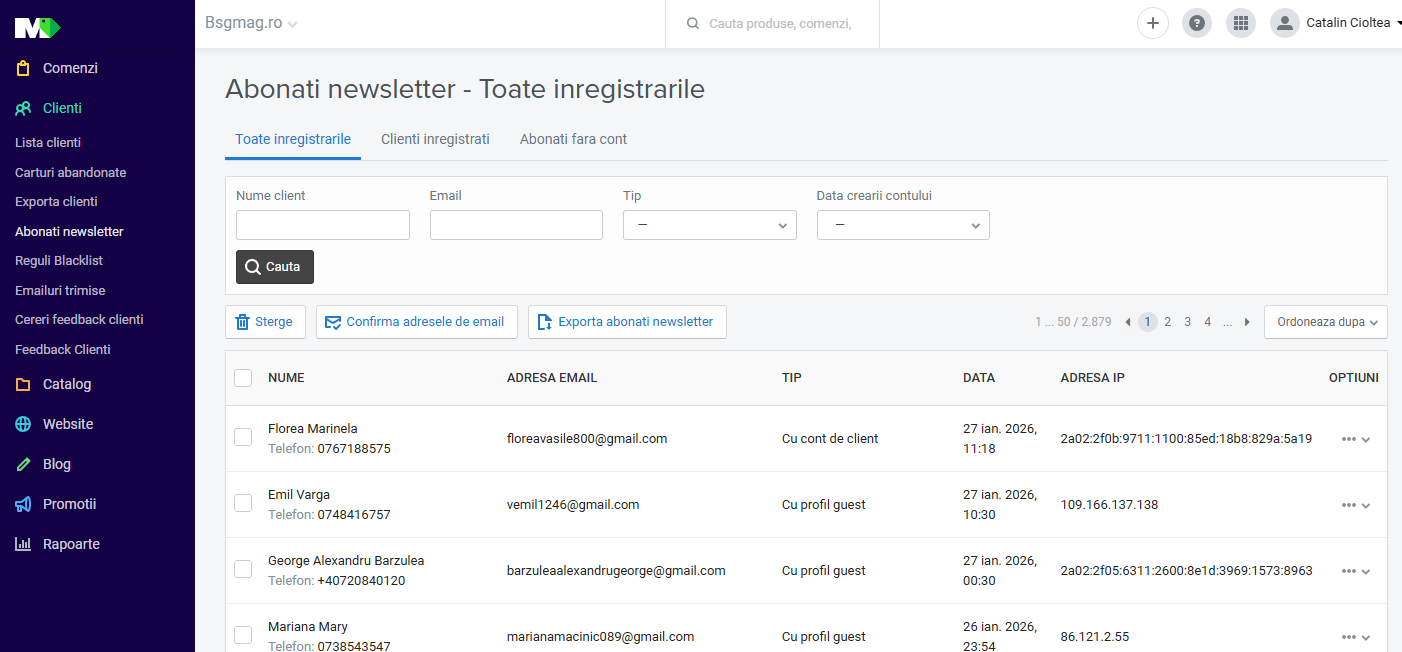 Bsgmag.ro
Cauta produse, comenzi,
Catalin Cioltea
Comenzi
Clienti
Lista clienti
Carturi abandonate
Exporta clienti
Abonati newsletter
Reguli Blacklist
Emailuri trimise
Cereri feedback clienti
Feedback Clienti
Catalog
Website
Blog
Promotii
Rapoarte
Abonati newsletter - Toate inregistrarile
Toate inregistrarile Clienti inregistrati Abonati fara cont
Nume client Email Tip Data crearii contului
— —
Cauta
Sterge Confirma adresele de email Exporta abonati newsletter 1 ... 50 / 2.879 1 2 3 4 ... Ordoneaza dupa
NUME ADRESA EMAIL TIP DATA ADRESA IP OPTIUNI
Florea Marinela
Telefon: 0767188575
floreavasile800@gmail.com
Cu cont de client
27 ian. 2026,
11:18
2a02:2f0b:9711:1100:85ed:18b8:829a:5a19
Emil Varga
Telefon: 0748416757
vemil1246@gmail.com
Cu profil guest
27 ian. 2026,
10:30
109.166.137.138
George Alexandru Barzulea
Telefon: +40720840120
barzuleaalexandrugeorge@gmail.com
Cu profil guest
27 ian. 2026,
00:30
2a02:2f05:6311:2600:8e1d:3969:1573:8963
Mariana Mary
Telefon: 0738543547
marianamacinic089@gmail.com
Cu profil guest
26 ian. 2026,
23:54
86.121.2.55